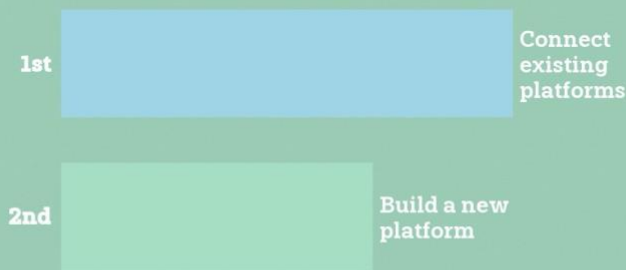 1st
Connect
existing
platforms
2nd
Build a new
platform